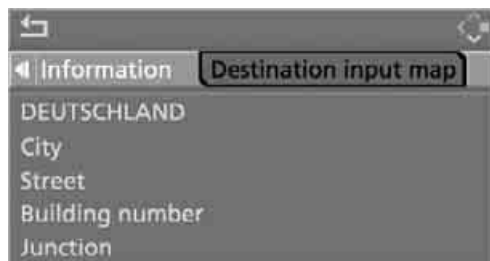 Information Destination input map
DEUTSCHLAND
City
Street
Building number
Junction